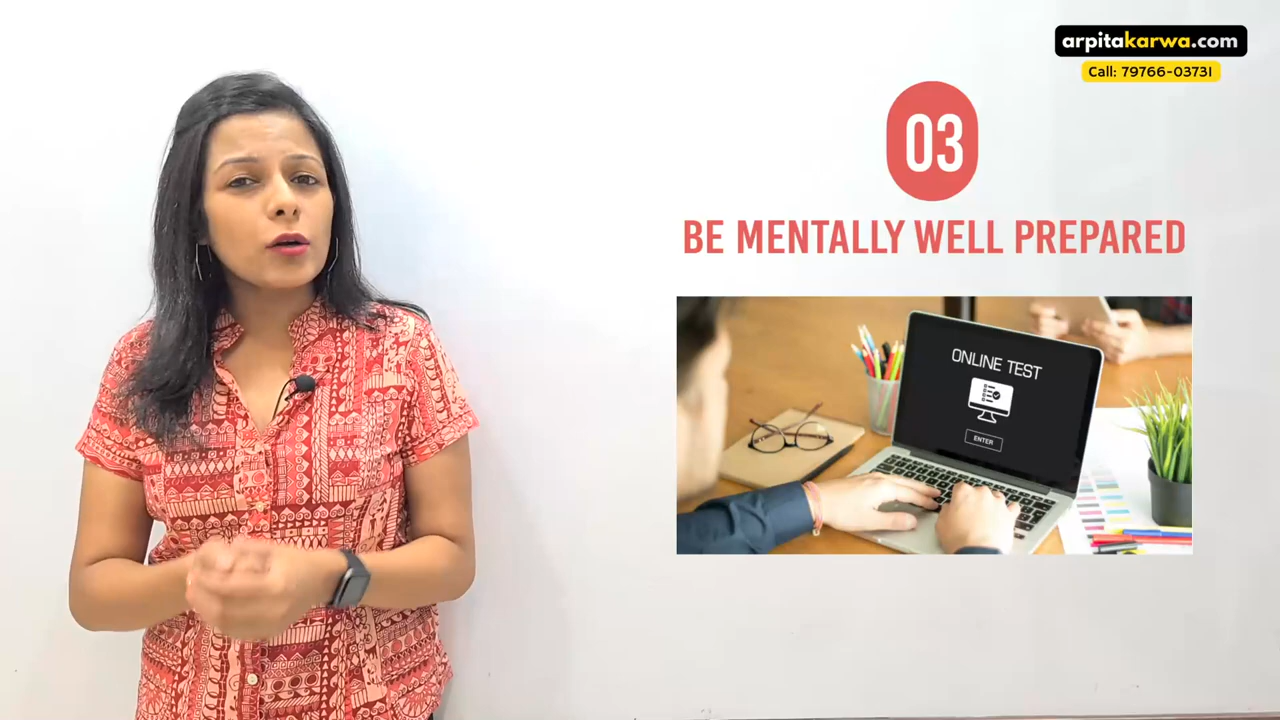 arpitakarwa.com
Call: 79766-03731
03
BE MENTALLY WELL PREPARED
ONLINE TEST
ENTER